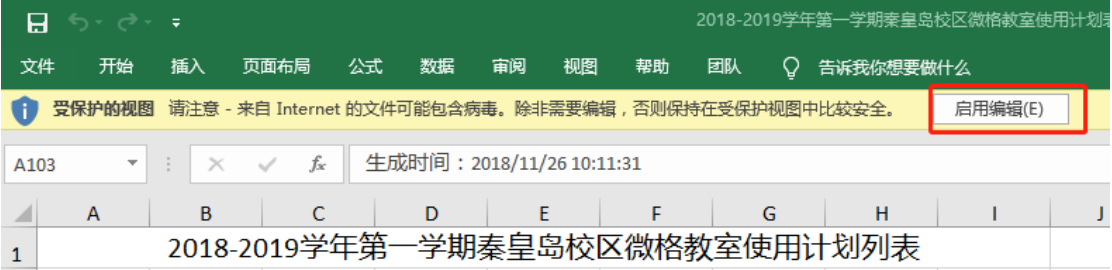 2018-2019学年第一学期秦皇岛校区微格教室使用计划表
文件 开始 插入 页面布局 公式 数据 审阅 视图 帮助 团队 告诉我你想要做什么
受保护的视图 请注意 - 来自 Internet 的文件可能包含病毒。除非需要编辑，否则保持在受保护视图中比较安全。 启用编辑(E)
A103 fx 生成时间：2018/11/26 10:11:31
A B C D E F G H I J
1 2018-2019学年第一学期秦皇岛校区微格教室使用计划列表